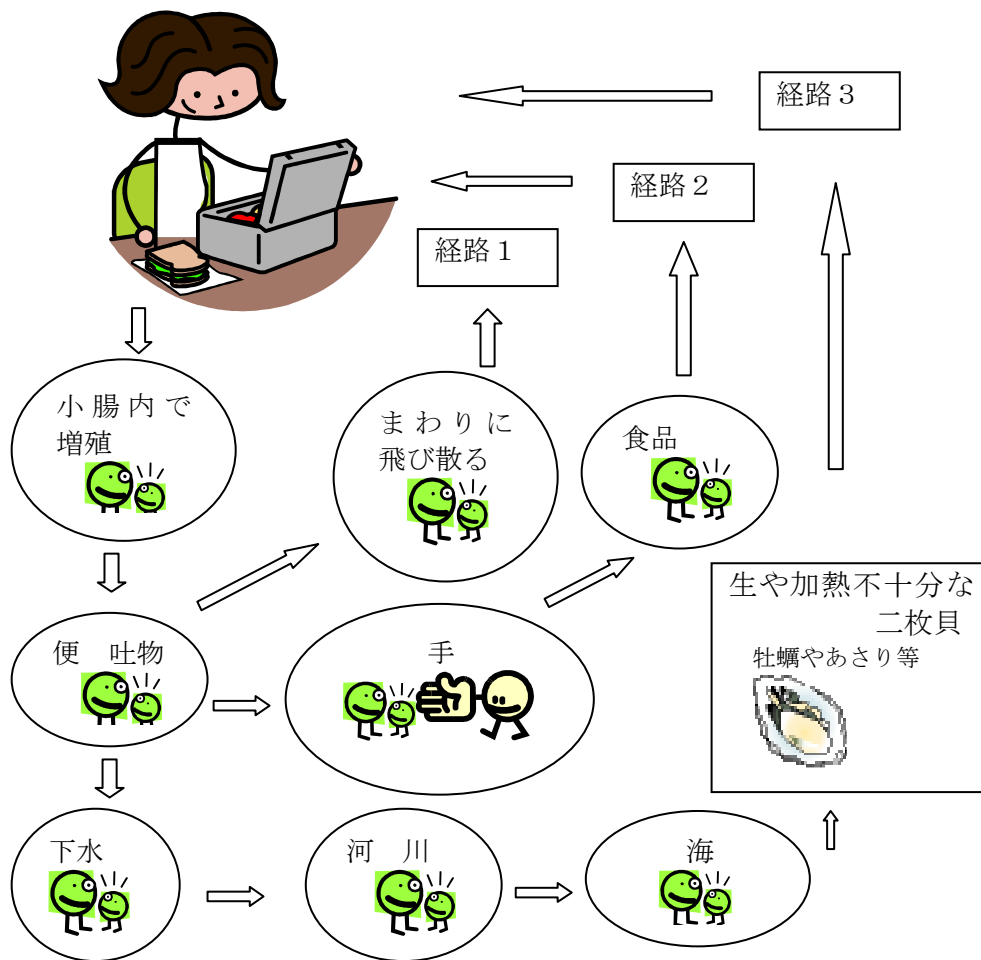 経路３
経路２
経路１
小腸内で
増殖
まわりに
飛び散る
食品
生や加熱不十分な
二枚貝
牡蠣やあさり等
便　吐物
手
下水
河　川
海